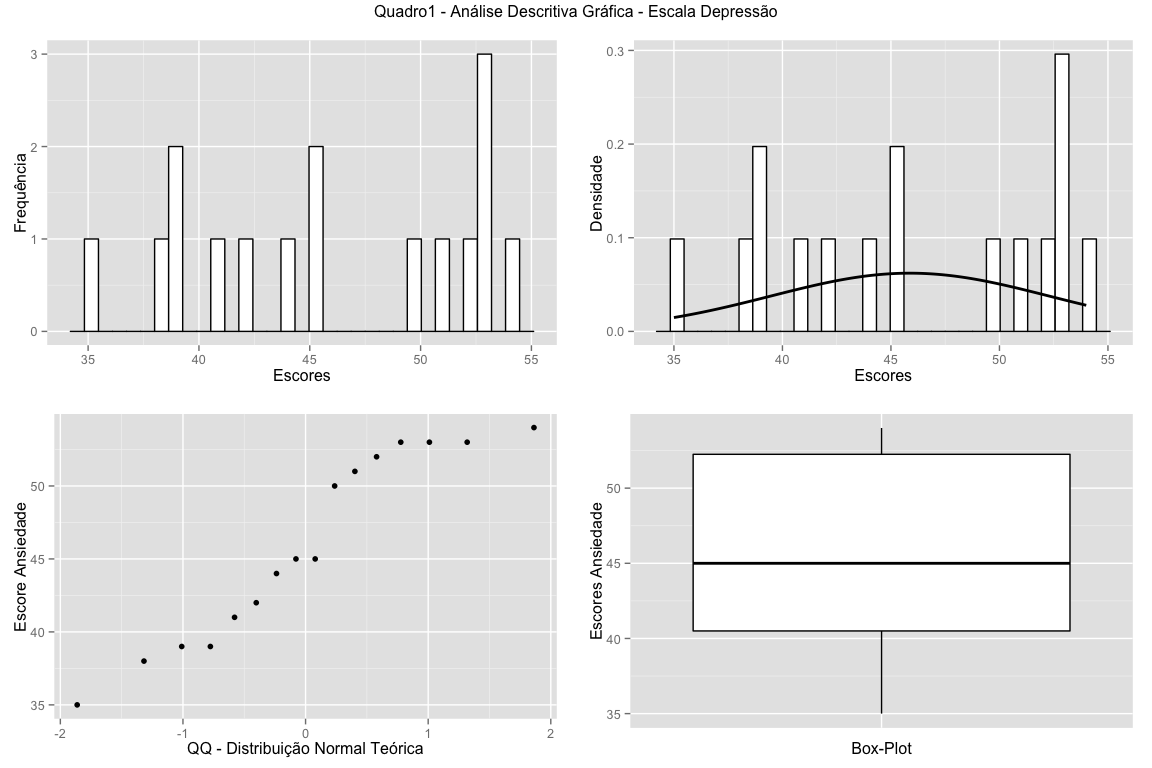 Quadro1 - Análise Descritiva Gráfica - Escala Depressão
3
2
1
0
Frequência
35 40 45 50 55
Escores
0.3
0.2
0.1
0.0
Densidade
35 40 45 50 55
Escores
50
45
40
35
Escore Ansiedade
-2 -1 0 1 2
QQ - Distribuição Normal Teórica
50
45
40
35
Escores Ansiedade
Box-Plot